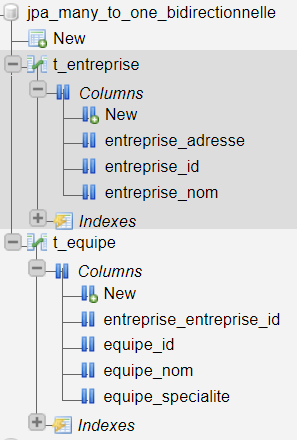 jpa_many_to_one_bidirectionnelle
New
t_entreprise
Columns
New
entreprise_adresse
entreprise_id
entreprise_nom
Indexes
t_equipe
Columns
New
entreprise_entreprise_id
equipe_id
equipe_nom
equipe_specialite
Indexes